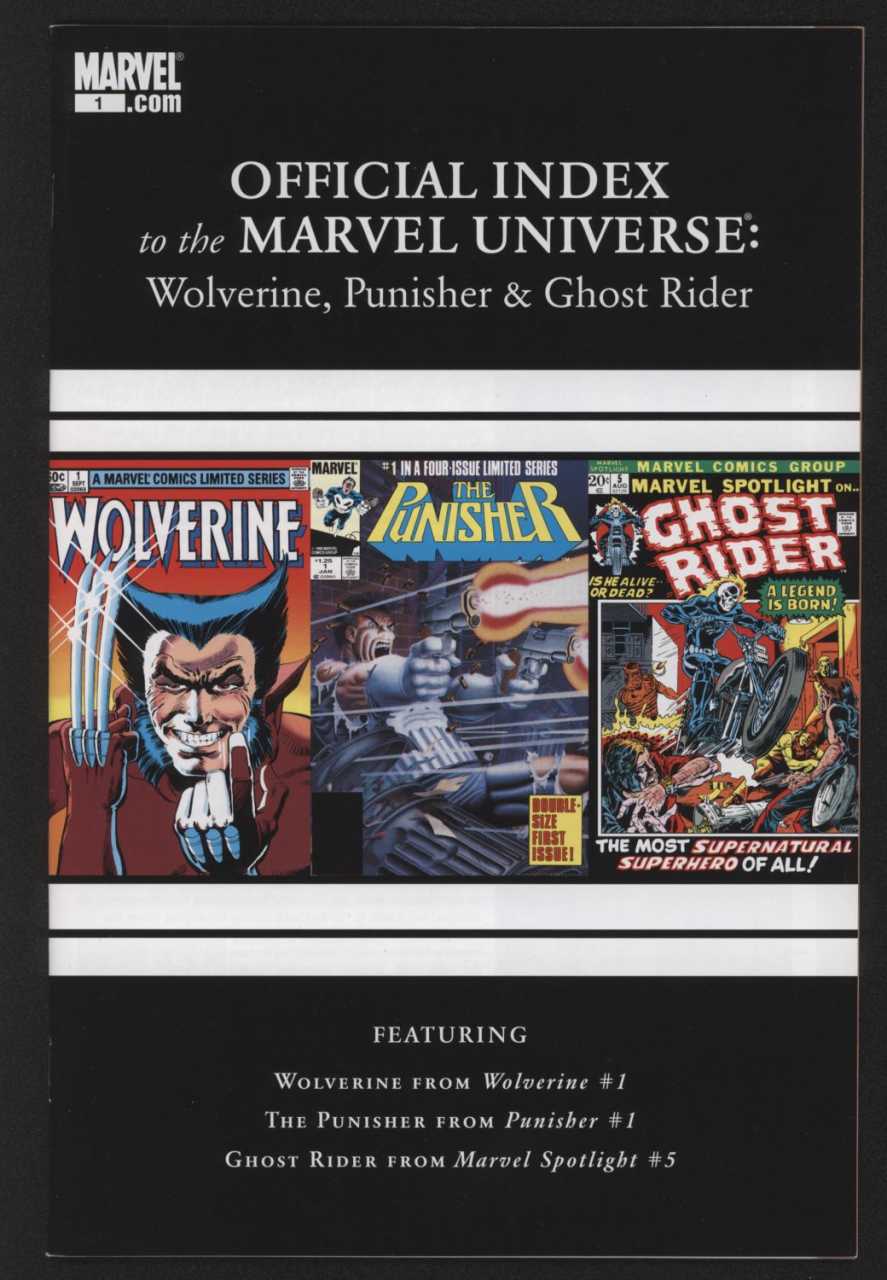 MARVEL®
1 .com
OFFICIAL INDEX
to the MARVEL UNIVERSE®:
Wolverine, Punisher & Ghost Rider
1
SEPT
A MARVEL® COMICS LIMITED SERIES
WOLVERINE
MARVEL®
#1 IN A FOUR-ISSUE LIMITED SERIES
THE
PUNISHER
$1.25
1
JAN
DOUBLE-
SIZE
FIRST
ISSUE!
MARVEL
SPOTLIGHT
MARVEL COMICS GROUP
20¢
5
AUG
MARVEL SPOTLIGHT ON..
GHOST
RIDER
IS HE ALIVE--
OR DEAD?
A LEGEND
IS BORN!
THE MOST SUPERNATURAL
SUPERHERO OF ALL!
FEATURING
WOLVERINE FROM Wolverine #1
THE PUNISHER FROM Punisher #1
GHOST RIDER FROM Marvel Spotlight #5